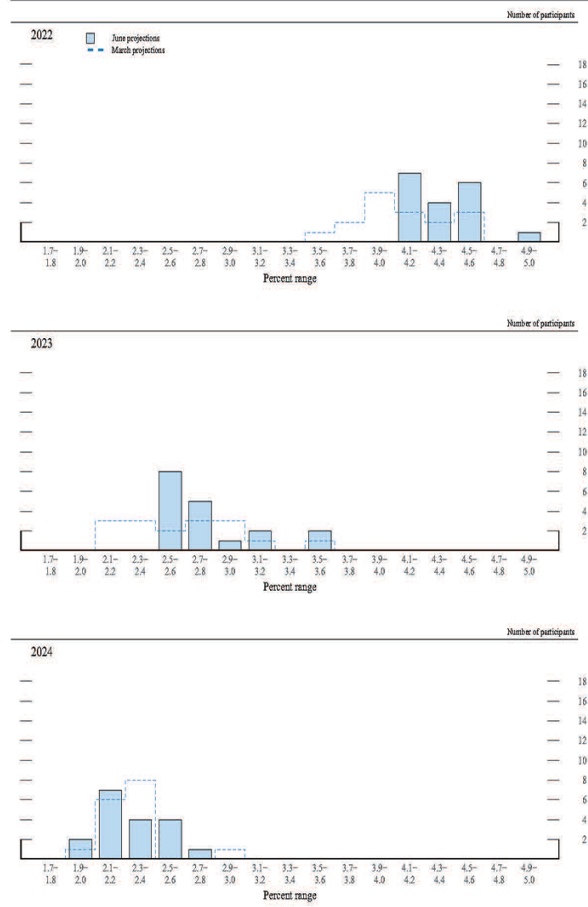 Number of participants
2022
June projections
March projections
18
16
14
12
10
8
6
4
2
1.7– 1.9– 2.1– 2.3– 2.5– 2.7– 2.9– 3.1– 3.3– 3.5– 3.7– 3.9– 4.1– 4.3– 4.5– 4.7– 4.9–
1.8 2.0 2.2 2.4 2.6 2.8 3.0 3.2 3.4 3.6 3.8 4.0 4.2 4.4 4.6 4.8 5.0
Percent range
Number of participants
2023
18
16
14
12
10
8
6
4
2
1.7– 1.9– 2.1– 2.3– 2.5– 2.7– 2.9– 3.1– 3.3– 3.5– 3.7– 3.9– 4.1– 4.3– 4.5– 4.7– 4.9–
1.8 2.0 2.2 2.4 2.6 2.8 3.0 3.2 3.4 3.6 3.8 4.0 4.2 4.4 4.6 4.8 5.0
Percent range
Number of participants
2024
18
16
14
12
10
8
6
4
2
1.7– 1.9– 2.1– 2.3– 2.5– 2.7– 2.9– 3.1– 3.3– 3.5– 3.7– 3.9– 4.1– 4.3– 4.5– 4.7– 4.9–
1.8 2.0 2.2 2.4 2.6 2.8 3.0 3.2 3.4 3.6 3.8 4.0 4.2 4.4 4.6 4.8 5.0
Percent range